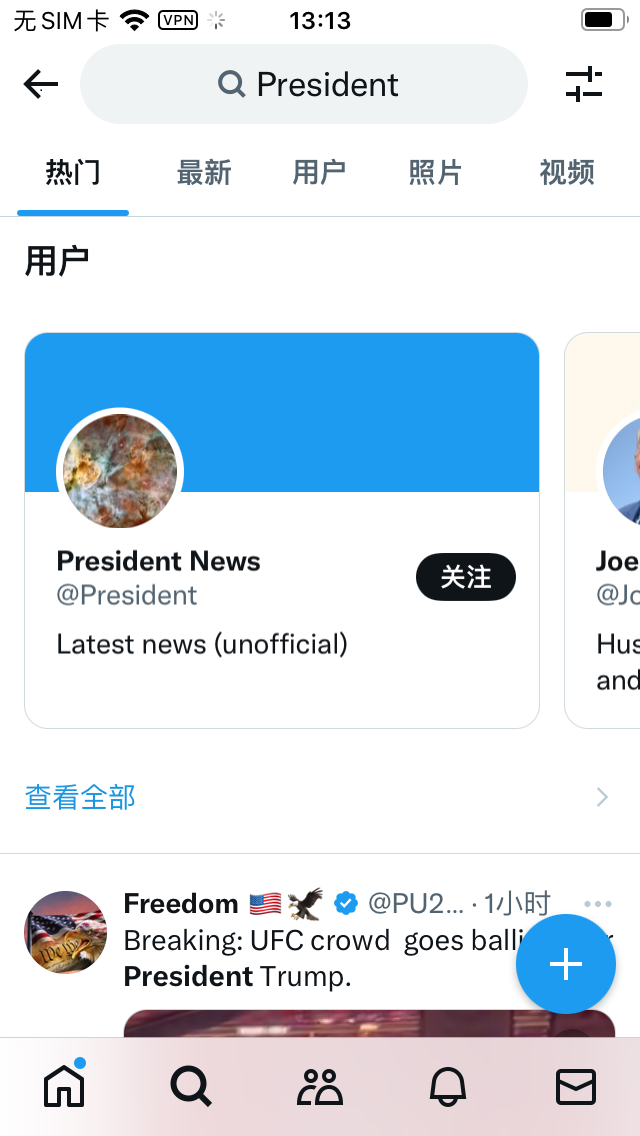 无SIM卡 VPN 13:13
President
热门 最新 用户 照片 视频
用户
President News
@President
关注
Latest news (unofficial)
Joe
@Jo
Hus
and
查看全部
Freedom @PU2... · 1小时
Breaking: UFC crowd goes balli
President Trump.